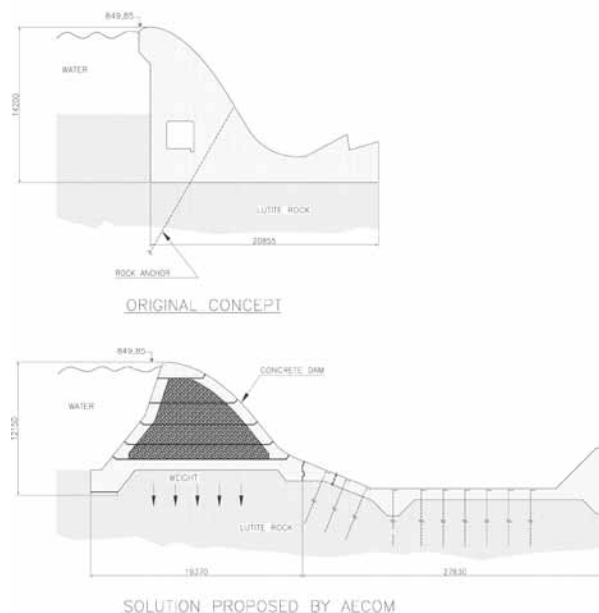 849,85
WATER
14200
LUTITE ROCK
20855
ROCK ANCHOR
ORIGINAL CONCEPT
849,85
CONCRETE DAM
WATER
12150
WEIGHT
LUTITE ROCK
19370
27830
SOLUTION PROPOSED BY AECOM